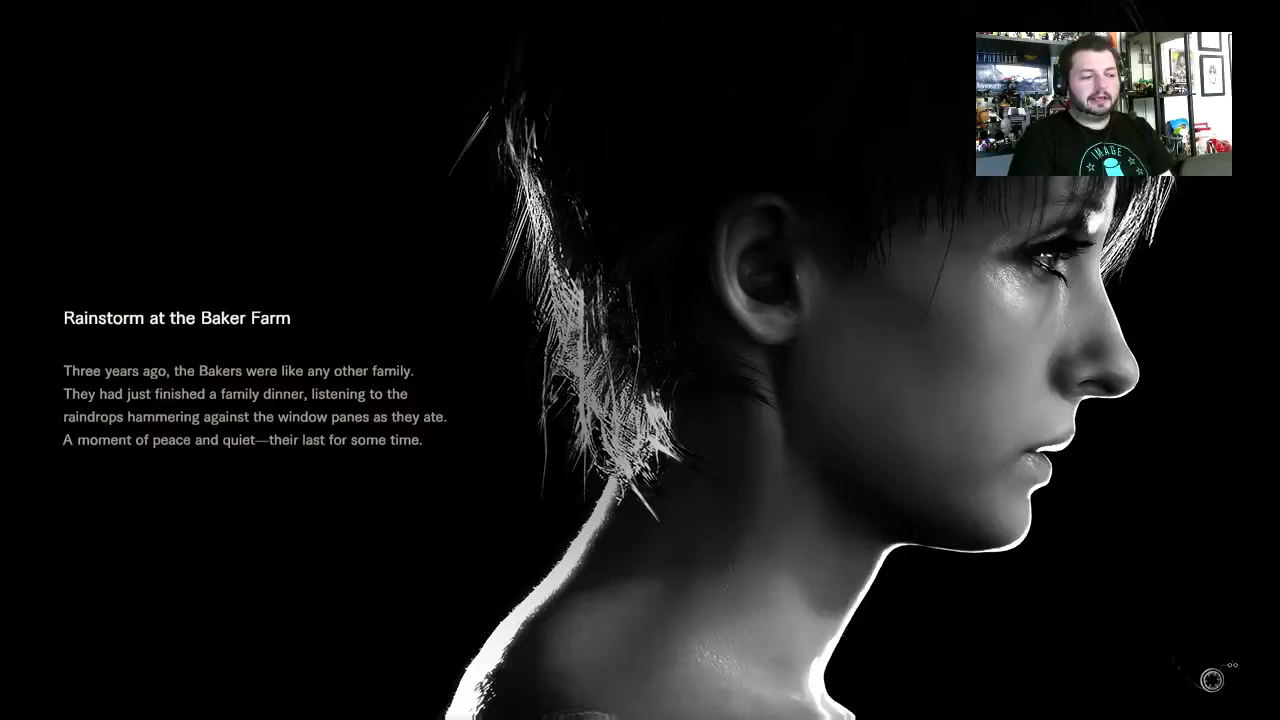 Rainstorm at the Baker Farm
Three years ago, the Bakers were like any other family.
They had just finished a family dinner, listening to the
raindrops hammering against the window panes as they ate.
A moment of peace and quiet—their last for some time.
IMAGE